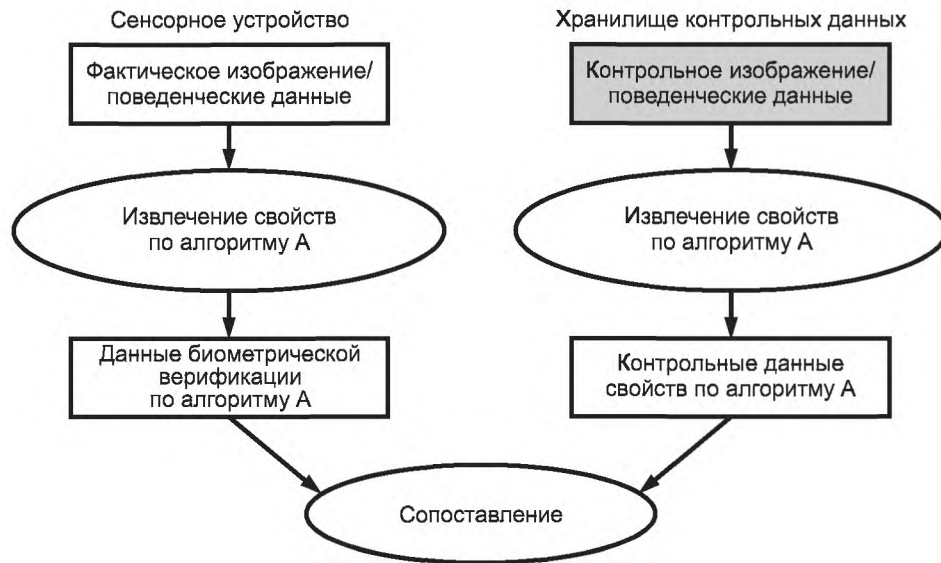 Сенсорное устройство
Хранилище контрольных данных
Фактическое изображение/
поведенческие данные
Контрольное изображение/
поведенческие данные
Извлечение свойств
по алгоритму А
Извлечение свойств
по алгоритму А
Данные биометрической
верификации
по алгоритму А
Контрольные данные
свойств по алгоритму А
Сопоставление